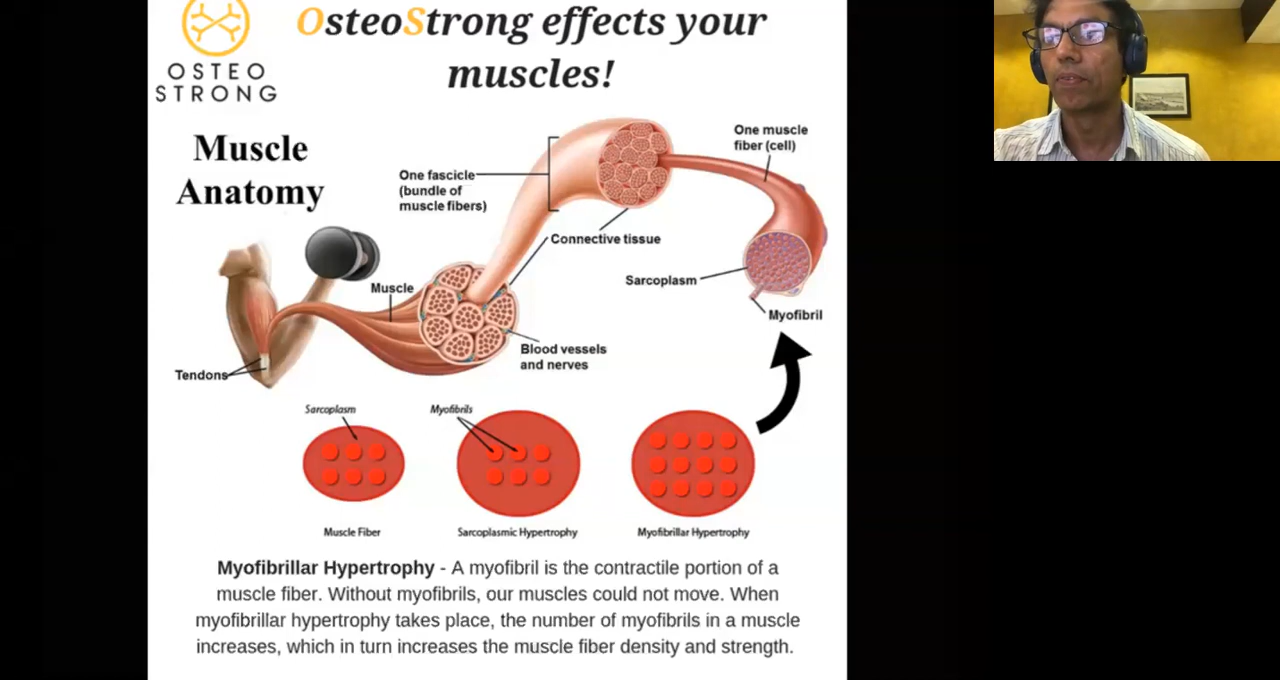 OSTEO
STRONG
OsteoStrong effects your
muscles!
Muscle
Anatomy
One muscle
fiber (cell)
One fascicle
(bundle of
muscle fibers)
Connective tissue
Sarcoplasm
Muscle
Myofibril
Blood vessels
and nerves
Tendons
Sarcoplasm
Myofibrils
Muscle Fiber
Sarcoplasmic Hypertrophy
Myofibrillar Hypertrophy
Myofibrillar Hypertrophy - A myofibril is the contractile portion of a
muscle fiber. Without myofibrils, our muscles could not move. When
myofibrillar hypertrophy takes place, the number of myofibrils in a muscle
increases, which in turn increases the muscle fiber density and strength.